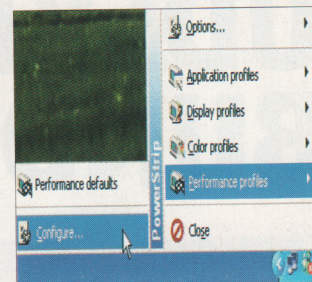 Options...
Application profiles
Display profiles
Color profiles
Performance profiles
Close
PowerStrip
Performance defaults
Configure...